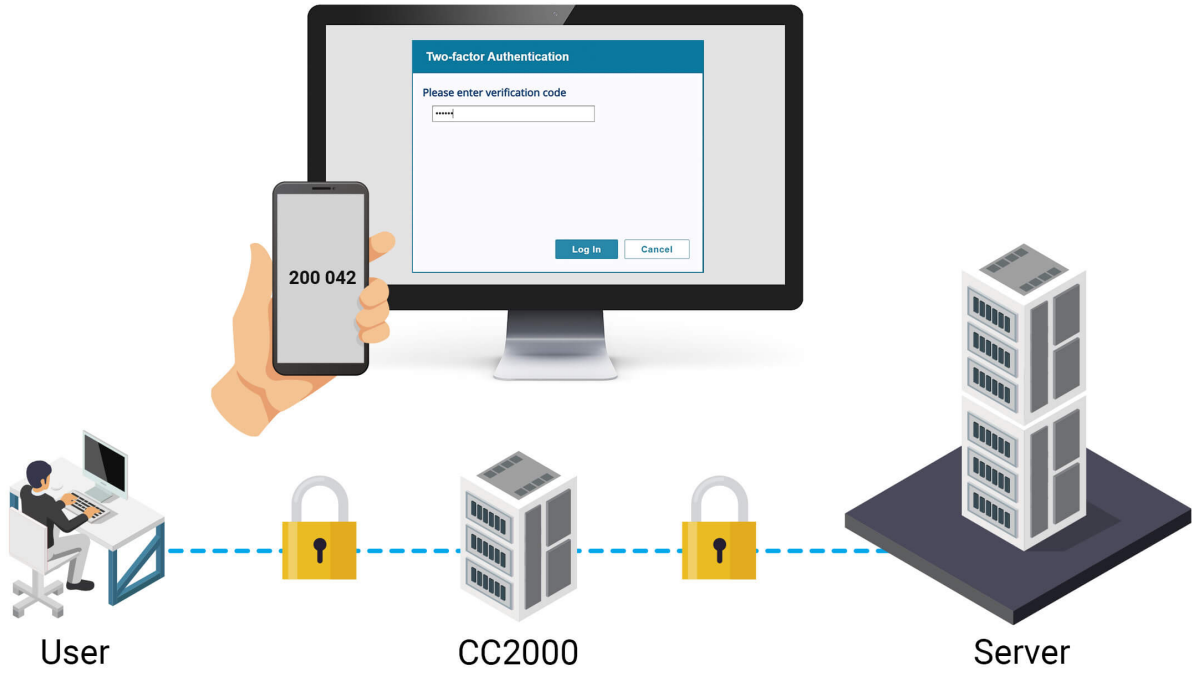 Two-factor Authentication
Please enter verification code
••••••
Log In
Cancel
200 042
User
CC2000
Server